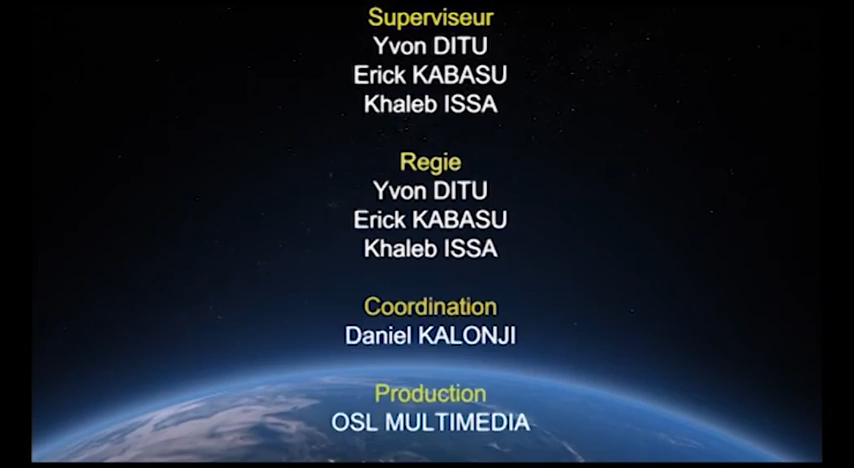 Superviseur
Yvon DITU
Erick KABASU
Khaleb ISSA
Regie
Yvon DITU
Erick KABASU
Khaleb ISSA
Coordination
Daniel KALONJI
Production
OSL MULTIMEDIA